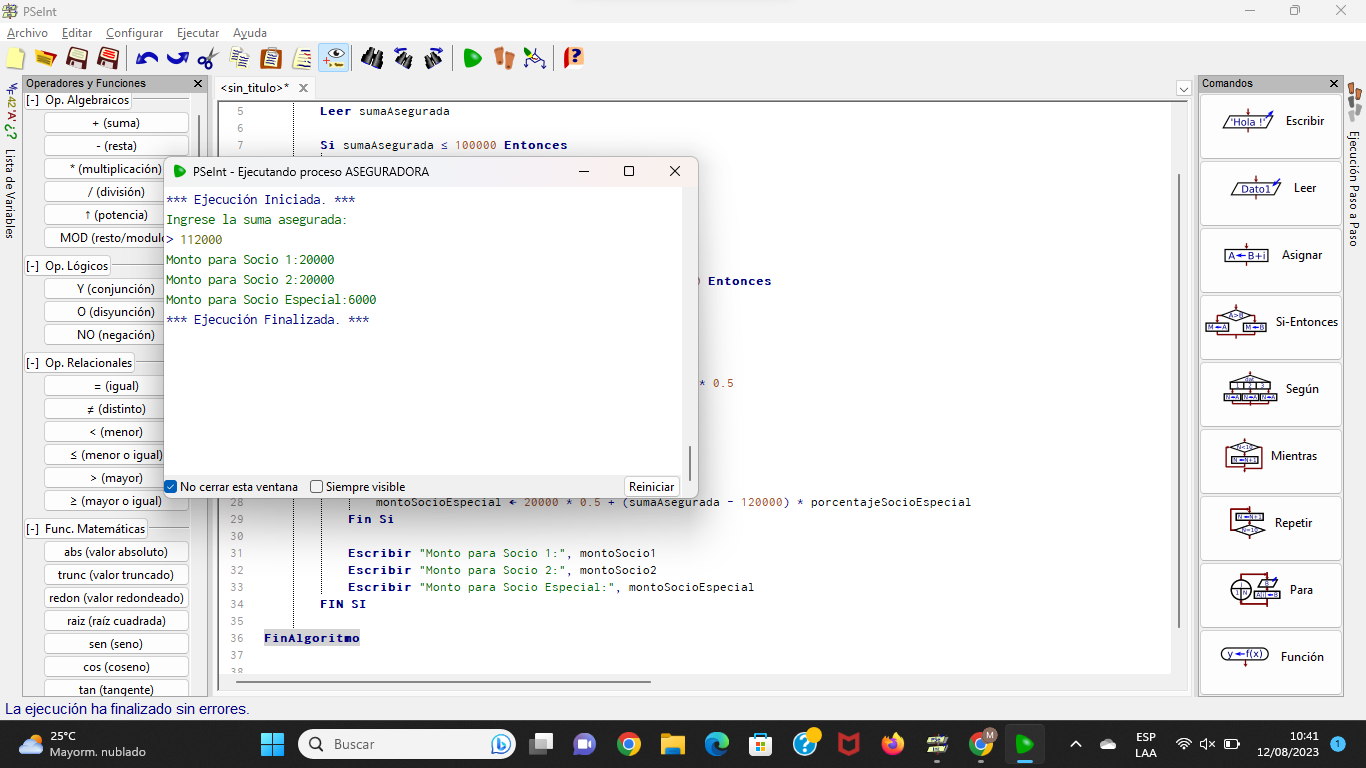 PSeInt
Archivo Editar Configurar Ejecutar Ayuda
Operadores y Funciones
[-] Op. Algebraicos
+ (suma)
- (resta)
* (multiplicación)
/ (división)
↑ (potencia)
MOD (resto/modulo
[-] Op. Lógicos
Y (conjunción)
O (disyunción)
NO (negación)
[-] Op. Relacionales
= (igual)
≠ (distinto)
< (menor)
≤ (menor o igual)
> (mayor)
≥ (mayor o igual)
[-] Func. Matemáticas
abs (valor absoluto)
trunc (valor truncado)
redon (valor redondeado)
raiz (raíz cuadrada)
sen (seno)
cos (coseno)
tan (tangente)
Lista de Variables
<sin_titulo>*
5 Leer sumaAsegurada
6
7 Si sumaAsegurada ≤ 100000 Entonces
) Entonces
* 0.5
28 montoSocioEspecial ← 20000 * 0.5 + (sumaAsegurada - 120000) * porcentajeSocioEspecial
29 Fin Si
30
31 Escribir "Monto para Socio 1:", montoSocio1
32 Escribir "Monto para Socio 2:", montoSocio2
33 Escribir "Monto para Socio Especial:", montoSocioEspecial
34 FIN SI
35
36 FinAlgoritmo
37
38
PSeInt - Ejecutando proceso ASEGURADORA
*** Ejecución Iniciada. ***
Ingrese la suma asegurada:
> 112000
Monto para Socio 1:20000
Monto para Socio 2:20000
Monto para Socio Especial:6000
*** Ejecución Finalizada. ***
No cerrar esta ventana Siempre visible Reiniciar
Comandos
'Hola !' Escribir
Dato1 Leer
A←B+i Asignar
A>B M←A M←B Si-Entonces
Según
Mientras
Repetir
Para
y←f(x) Función
Ejecución Paso a Paso
La ejecución ha finalizado sin errores.
25°C
Mayorm. nublado
Buscar
M
ESP
LAA
10:41
12/08/2023
1